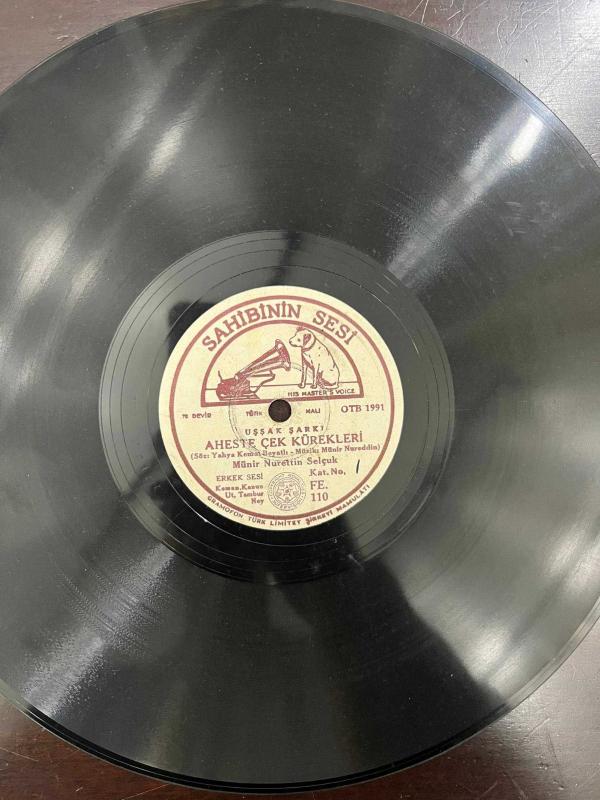 SAHİBİNİN SESİ
HIS MASTER'S VOICE
78 DEVİR TÜRK MALI OTB 1991
UŞŞAK ŞARKI
AHESTE ÇEK KÜREKLERİ
(Söz: Yahya Kemal Beyatlı - Müzik: Münir Nureddin)
Münir Nurettin Selçuk
ERKEK SESİ Kat. No,
Keman, Kanun FE.
Ut, Tambur 110
Ney
GRAMOFON TÜRK LİMİTET ŞİRKETİ MAMULÂTI